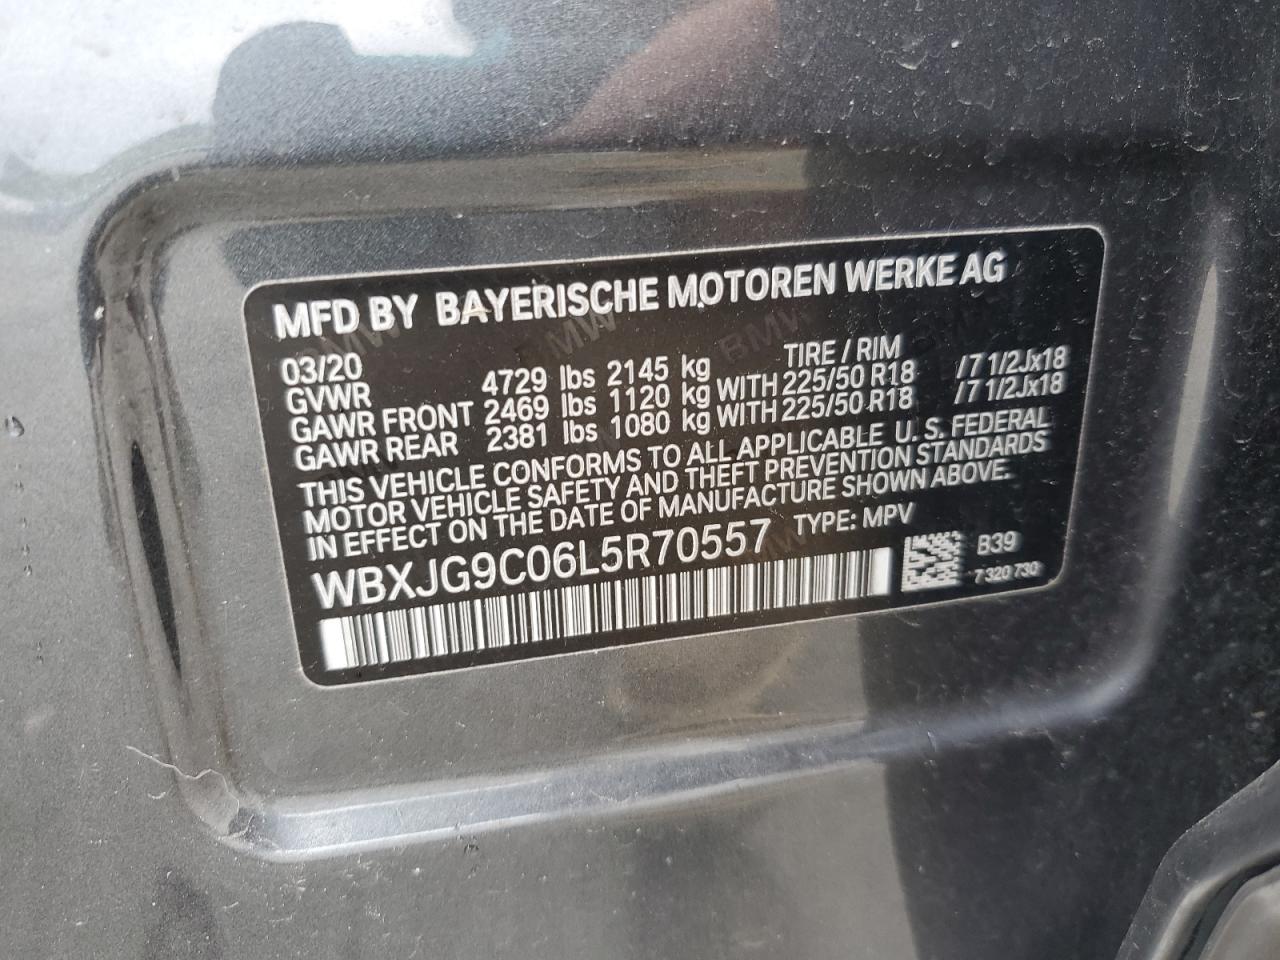 MFD BY BAYERISCHE MOTOREN WERKE AG
03/20 TIRE / RIM
GVWR 4729 lbs 2145 kg
GAWR FRONT 2469 lbs 1120 kg WITH 225/50 R18 /7 1/2Jx18
GAWR REAR 2381 lbs 1080 kg WITH 225/50 R18 /7 1/2Jx18
THIS VEHICLE CONFORMS TO ALL APPLICABLE U. S. FEDERAL
MOTOR VEHICLE SAFETY AND THEFT PREVENTION STANDARDS
IN EFFECT ON THE DATE OF MANUFACTURE SHOWN ABOVE.
WBXJG9C06L5R70557 TYPE: MPV
B39
7 320 730